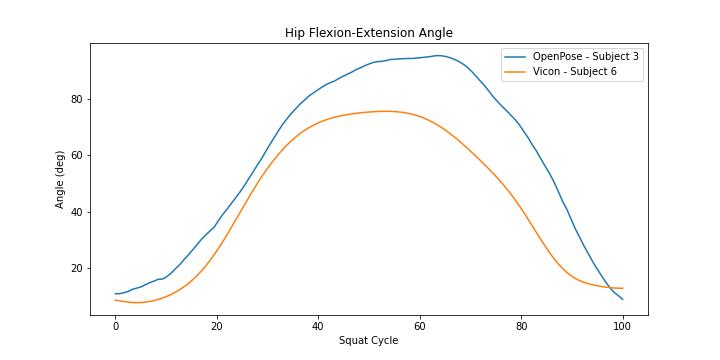 Hip Flexion-Extension Angle
OpenPose - Subject 3
Vicon - Subject 6
Angle (deg)
80
60
40
20
0 20 40 60 80 100
Squat Cycle